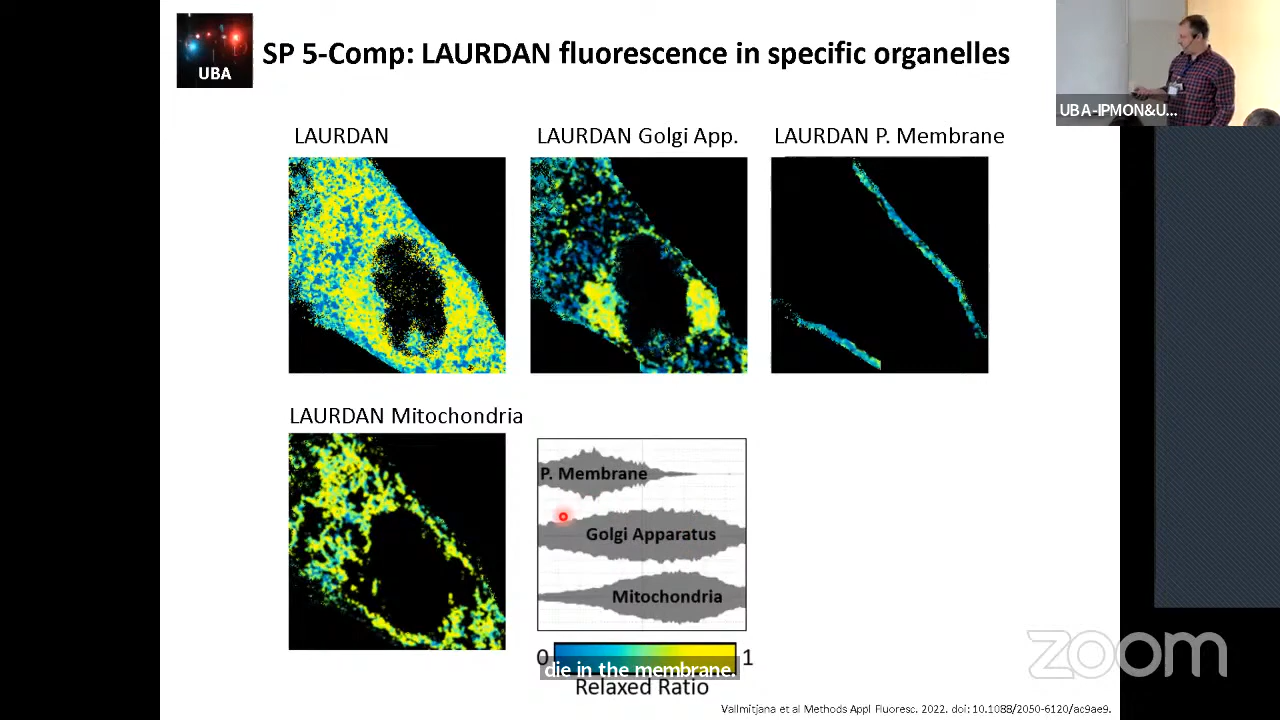 UBA
SP 5-Comp: LAURDAN fluorescence in specific organelles
UBA-IPMON&U...
LAURDAN
LAURDAN Golgi App.
LAURDAN P. Membrane
LAURDAN Mitochondria
P. Membrane
Golgi Apparatus
Mitochondria
0
1
die in the membrane.
Relaxed Ratio
zoom
Vallmitjana et al Methods Appl Fluoresc. 2022. doi: 10.1088/2050-6120/ac9ae9.